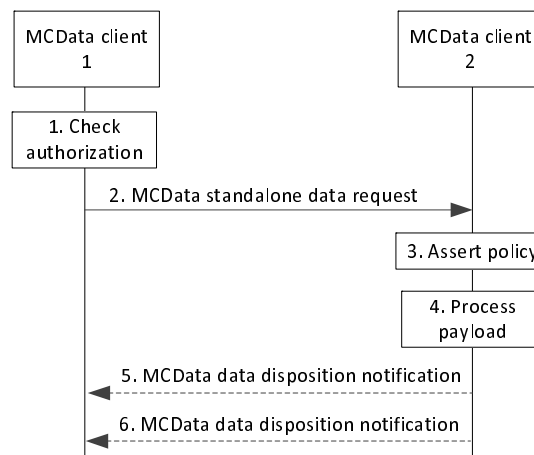 MCData client
1
MCData client
2
1. Check
authorization
2. MCData standalone data request
3. Assert policy
4. Process
payload
5. MCData data disposition notification
6. MCData data disposition notification